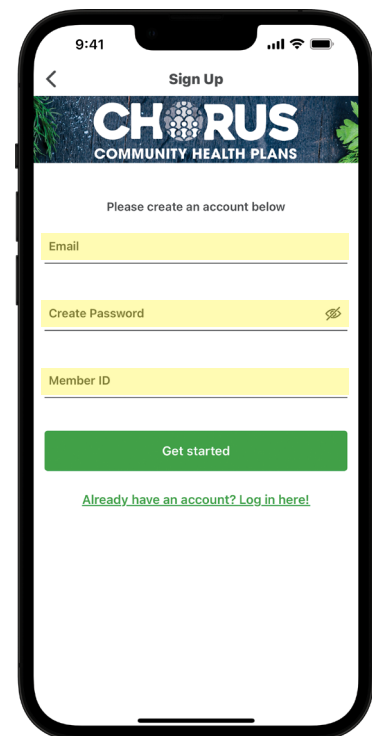 9:41
Sign Up
CHORUS
COMMUNITY HEALTH PLANS
Please create an account below
Email
Create Password
Member ID
Get started
Already have an account? Log in here!